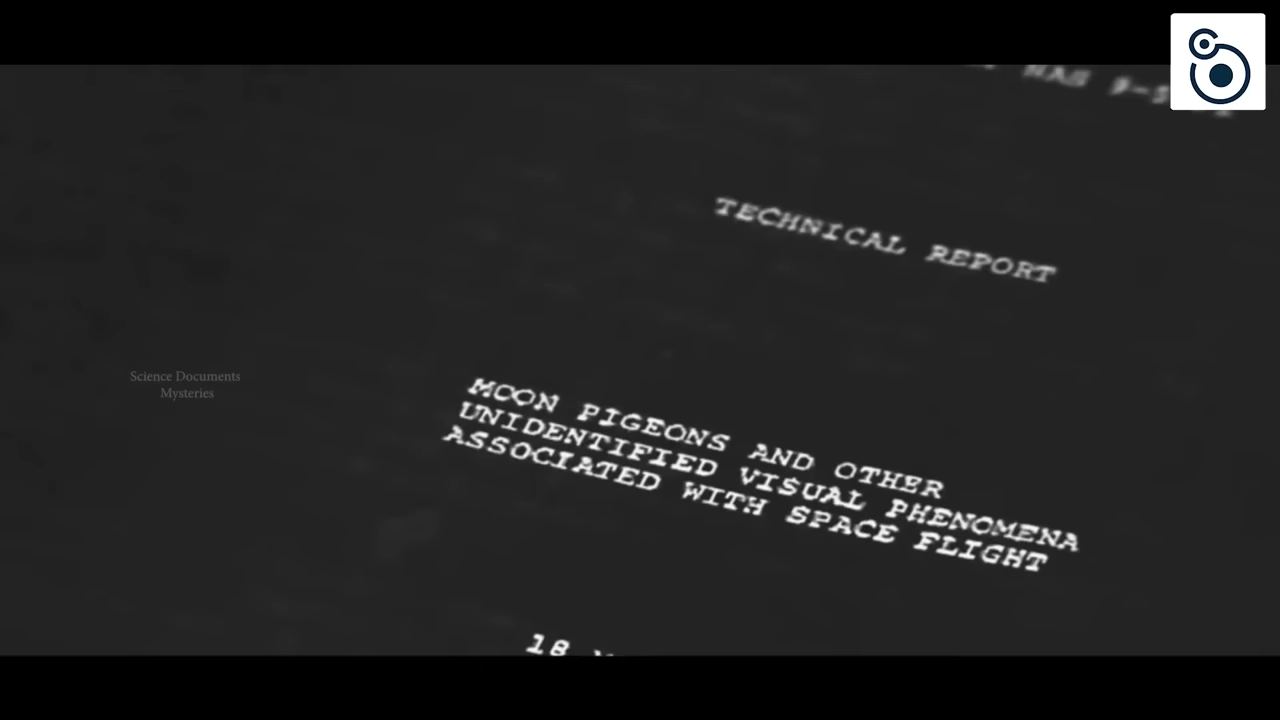 TECHNICAL REPORT
Science Documents
Mysteries
MOON PIGEONS AND OTHER
UNIDENTIFIED VISUAL PHENOMENA
ASSOCIATED WITH SPACE FLIGHT
18